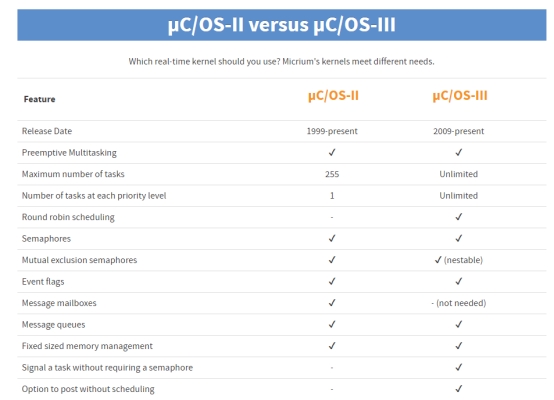 µC/OS-II versus µC/OS-III
Which real-time kernel should you use? Micrium's kernels meet different needs.
Feature µC/OS-II µC/OS-III
Release Date 1999-present 2009-present
Preemptive Multitasking ✓ ✓
Maximum number of tasks 255 Unlimited
Number of tasks at each priority level 1 Unlimited
Round robin scheduling - ✓
Semaphores ✓ ✓
Mutual exclusion semaphores ✓ ✓ (nestable)
Event flags ✓ ✓
Message mailboxes ✓ - (not needed)
Message queues ✓ ✓
Fixed sized memory management ✓ ✓
Signal a task without requiring a semaphore - ✓
Option to post without scheduling - ✓